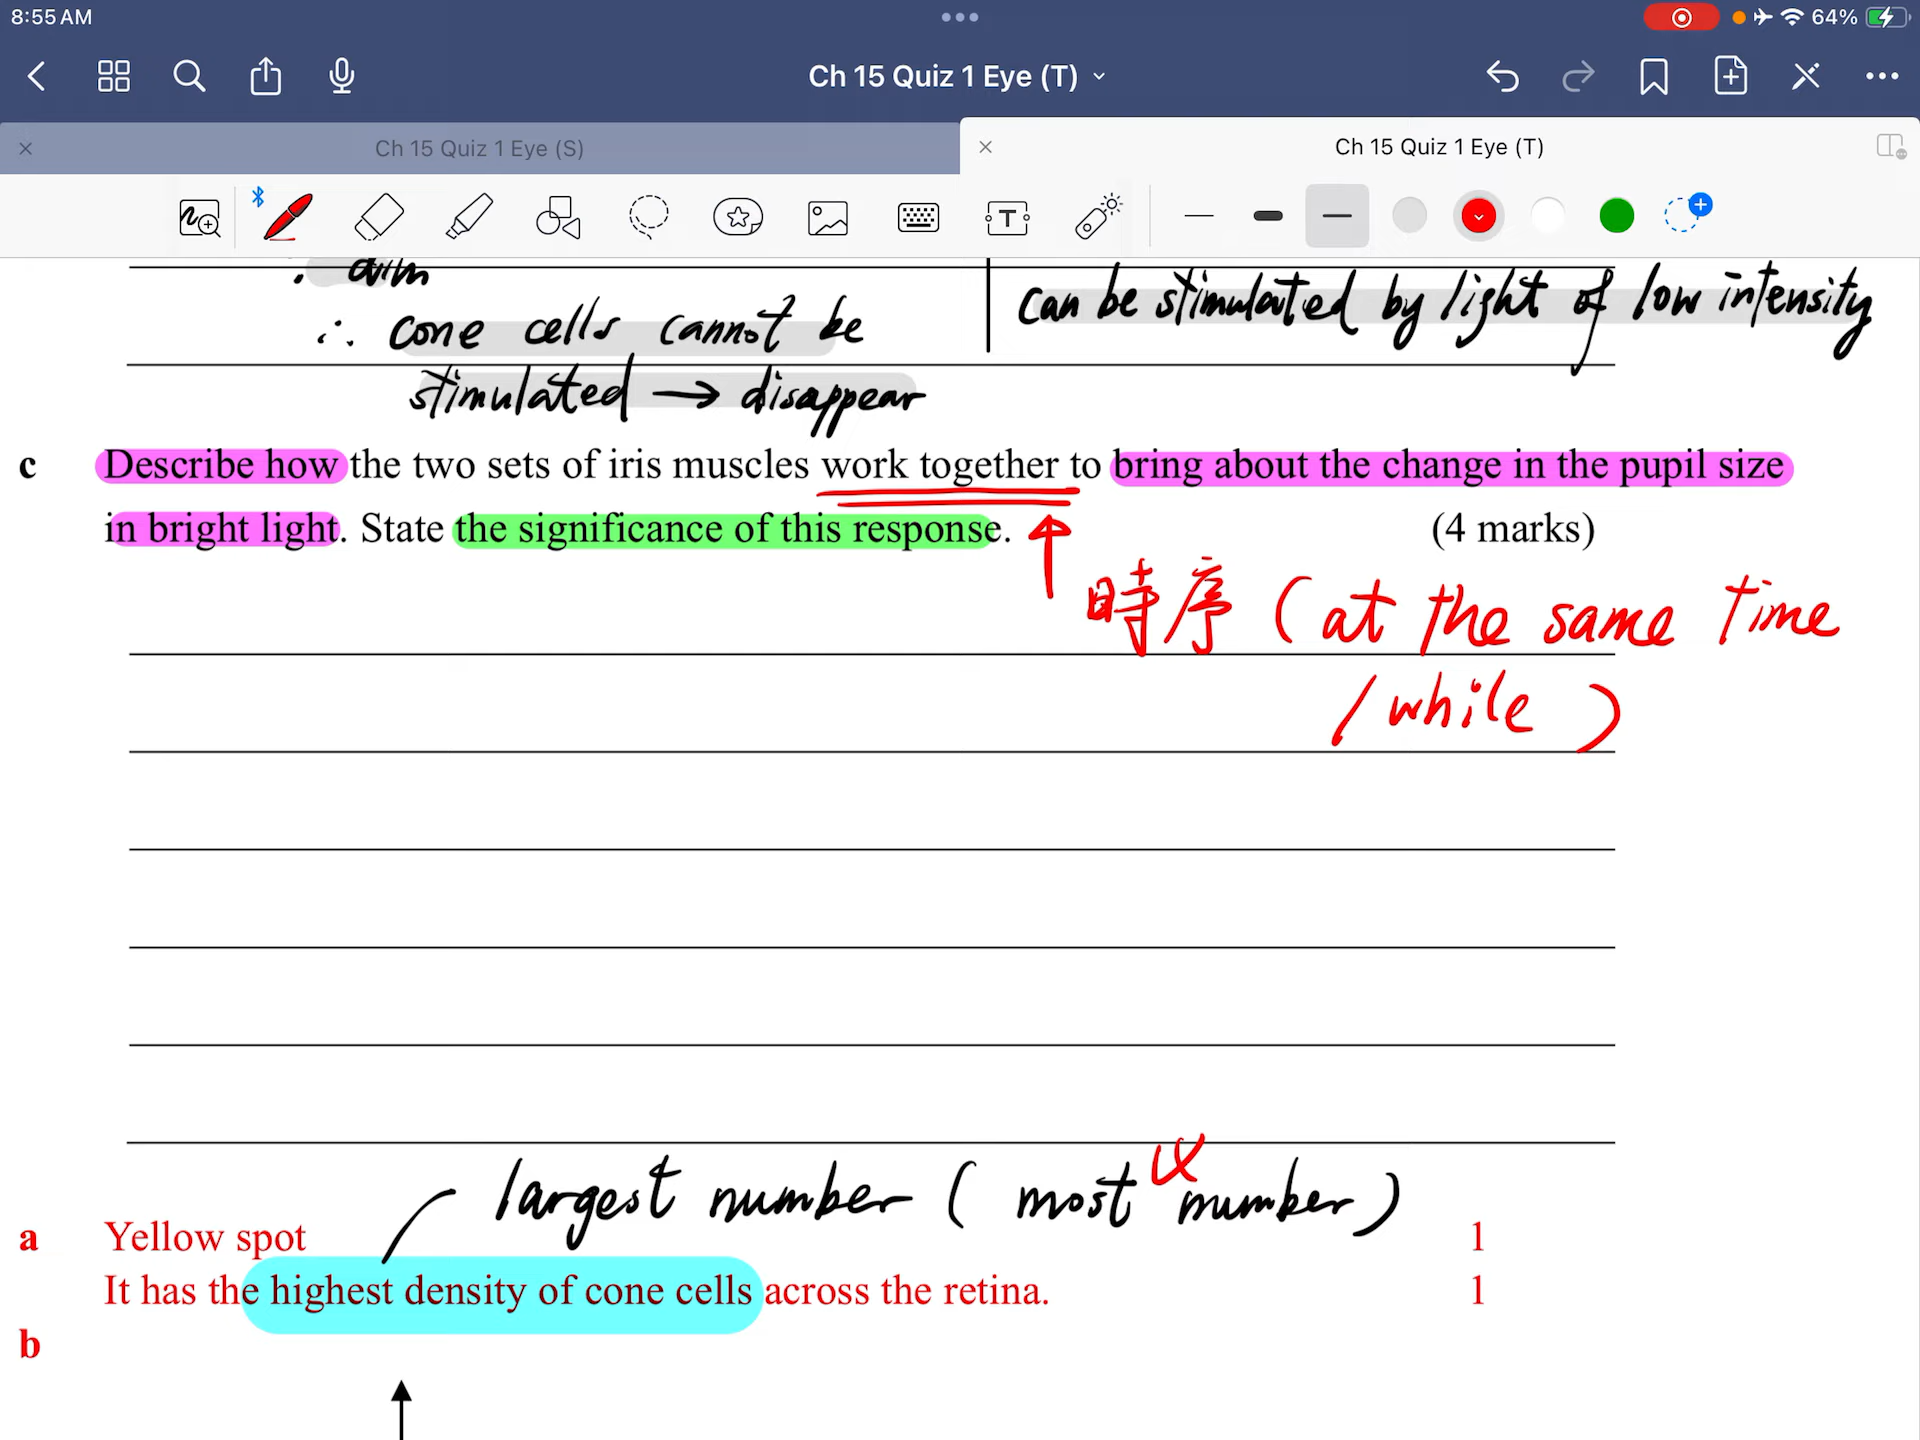 8:55 AM
64%
Ch 15 Quiz 1 Eye (T)
Ch 15 Quiz 1 Eye (S)
Ch 15 Quiz 1 Eye (T)
can be stimulated by light of low intensity
∴ cone cells cannot be
stimulated → disappear
c Describe how the two sets of iris muscles work together to bring about the change in the pupil size
in bright light. State the significance of this response. (4 marks)
時序 (at the same time
/ while )
largest number ( most number )
a Yellow spot 1
It has the highest density of cone cells across the retina. 1
b